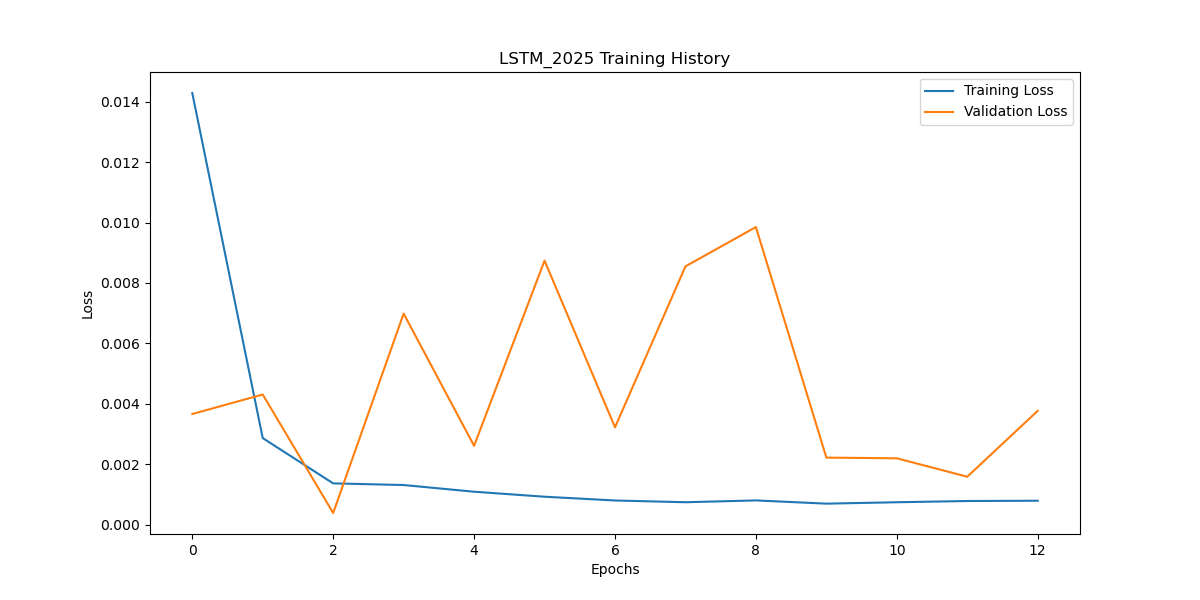 LSTM_2025 Training History
Training Loss
Validation Loss
0.014
0.012
0.010
0.008
0.006
0.004
0.002
0.000
Loss
0 2 4 6 8 10 12
Epochs